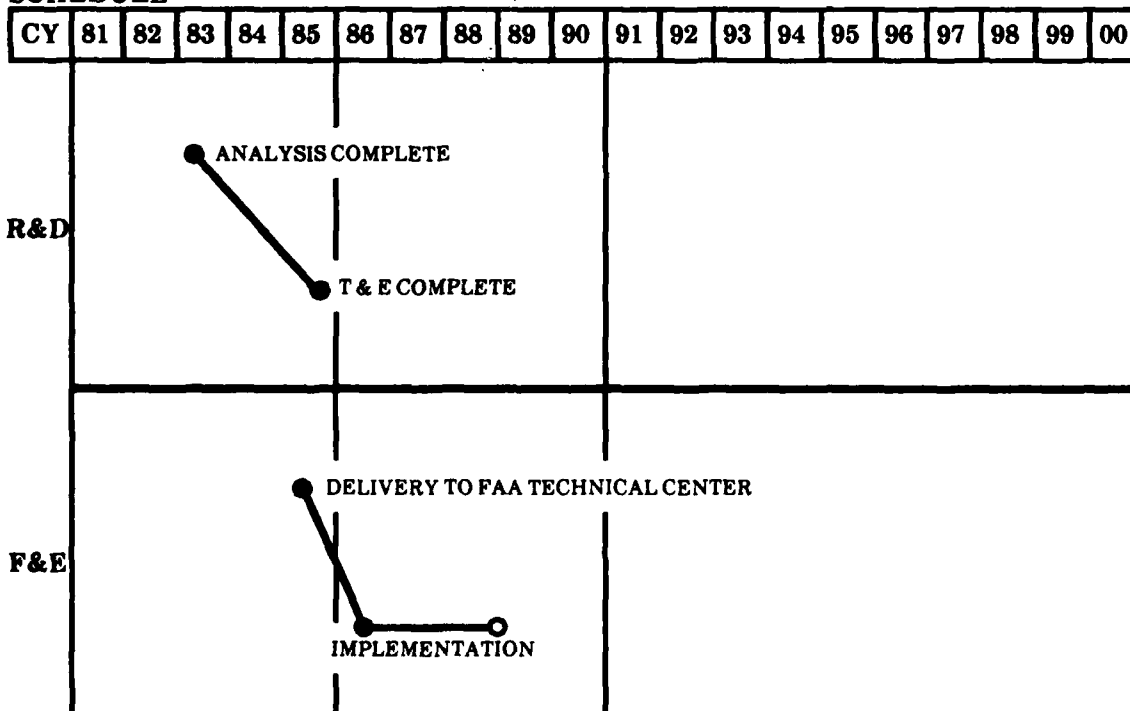 CY 81 82 83 84 85 86 87 88 89 90 91 92 93 94 95 96 97 98 99 00
ANALYSIS COMPLETE
R&D
T & E COMPLETE
DELIVERY TO FAA TECHNICAL CENTER
F&E
IMPLEMENTATION